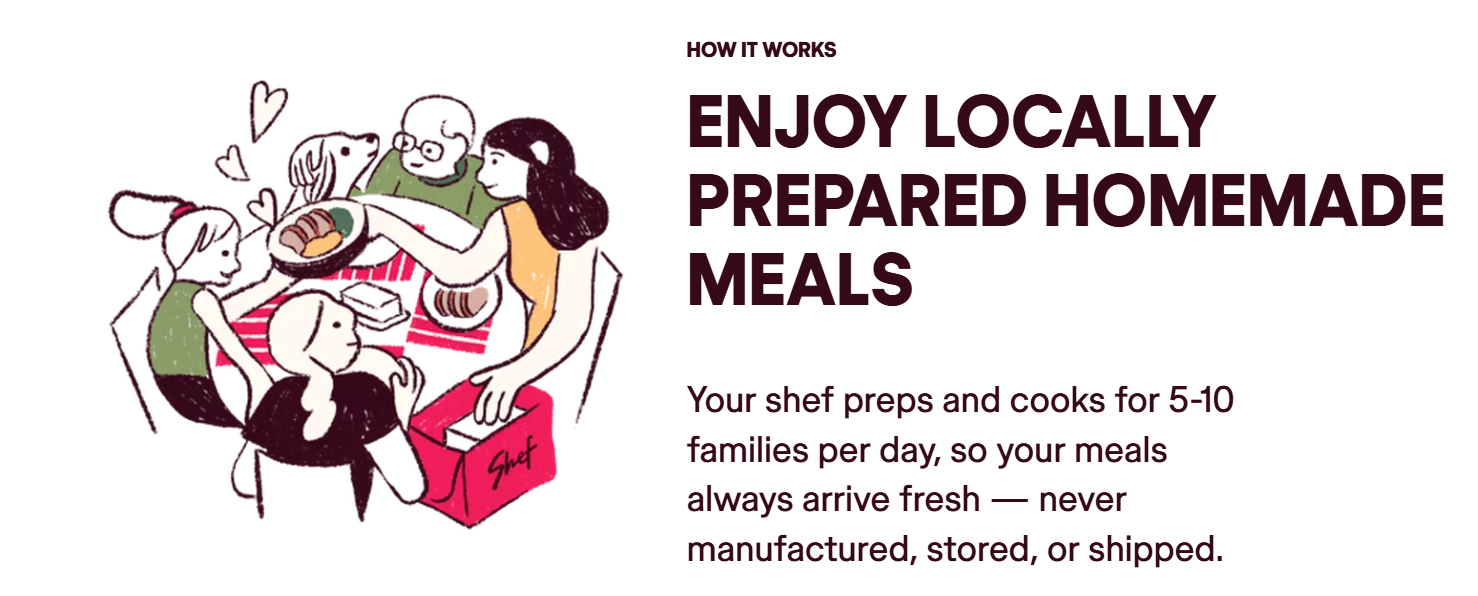 HOW IT WORKS
ENJOY LOCALLY
PREPARED HOMEMADE
MEALS
Your shef preps and cooks for 5-10
families per day, so your meals
always arrive fresh — never
manufactured, stored, or shipped.
Shef